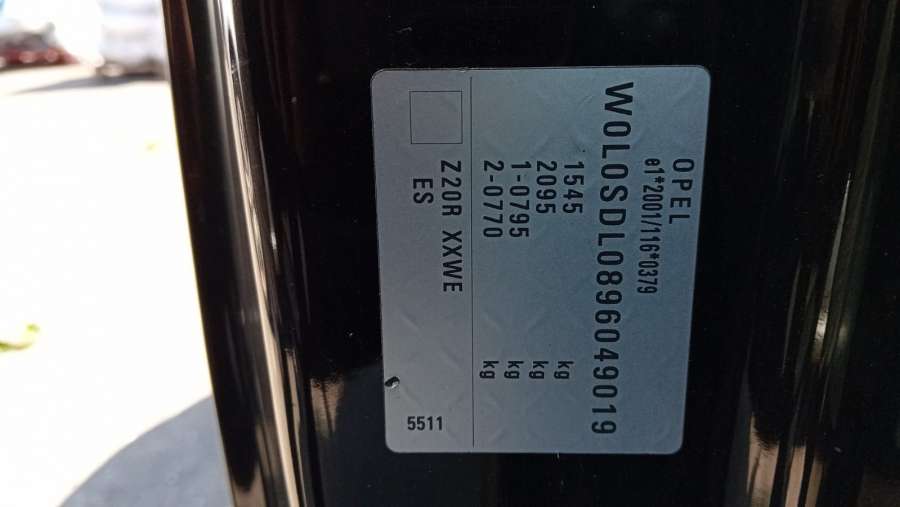 OPEL
e1*2001/116*0379
W0L0SDL0896049019
1545 kg
2095 kg
1-0795 kg
2-0770 kg
Z20R XXWE
ES
5511